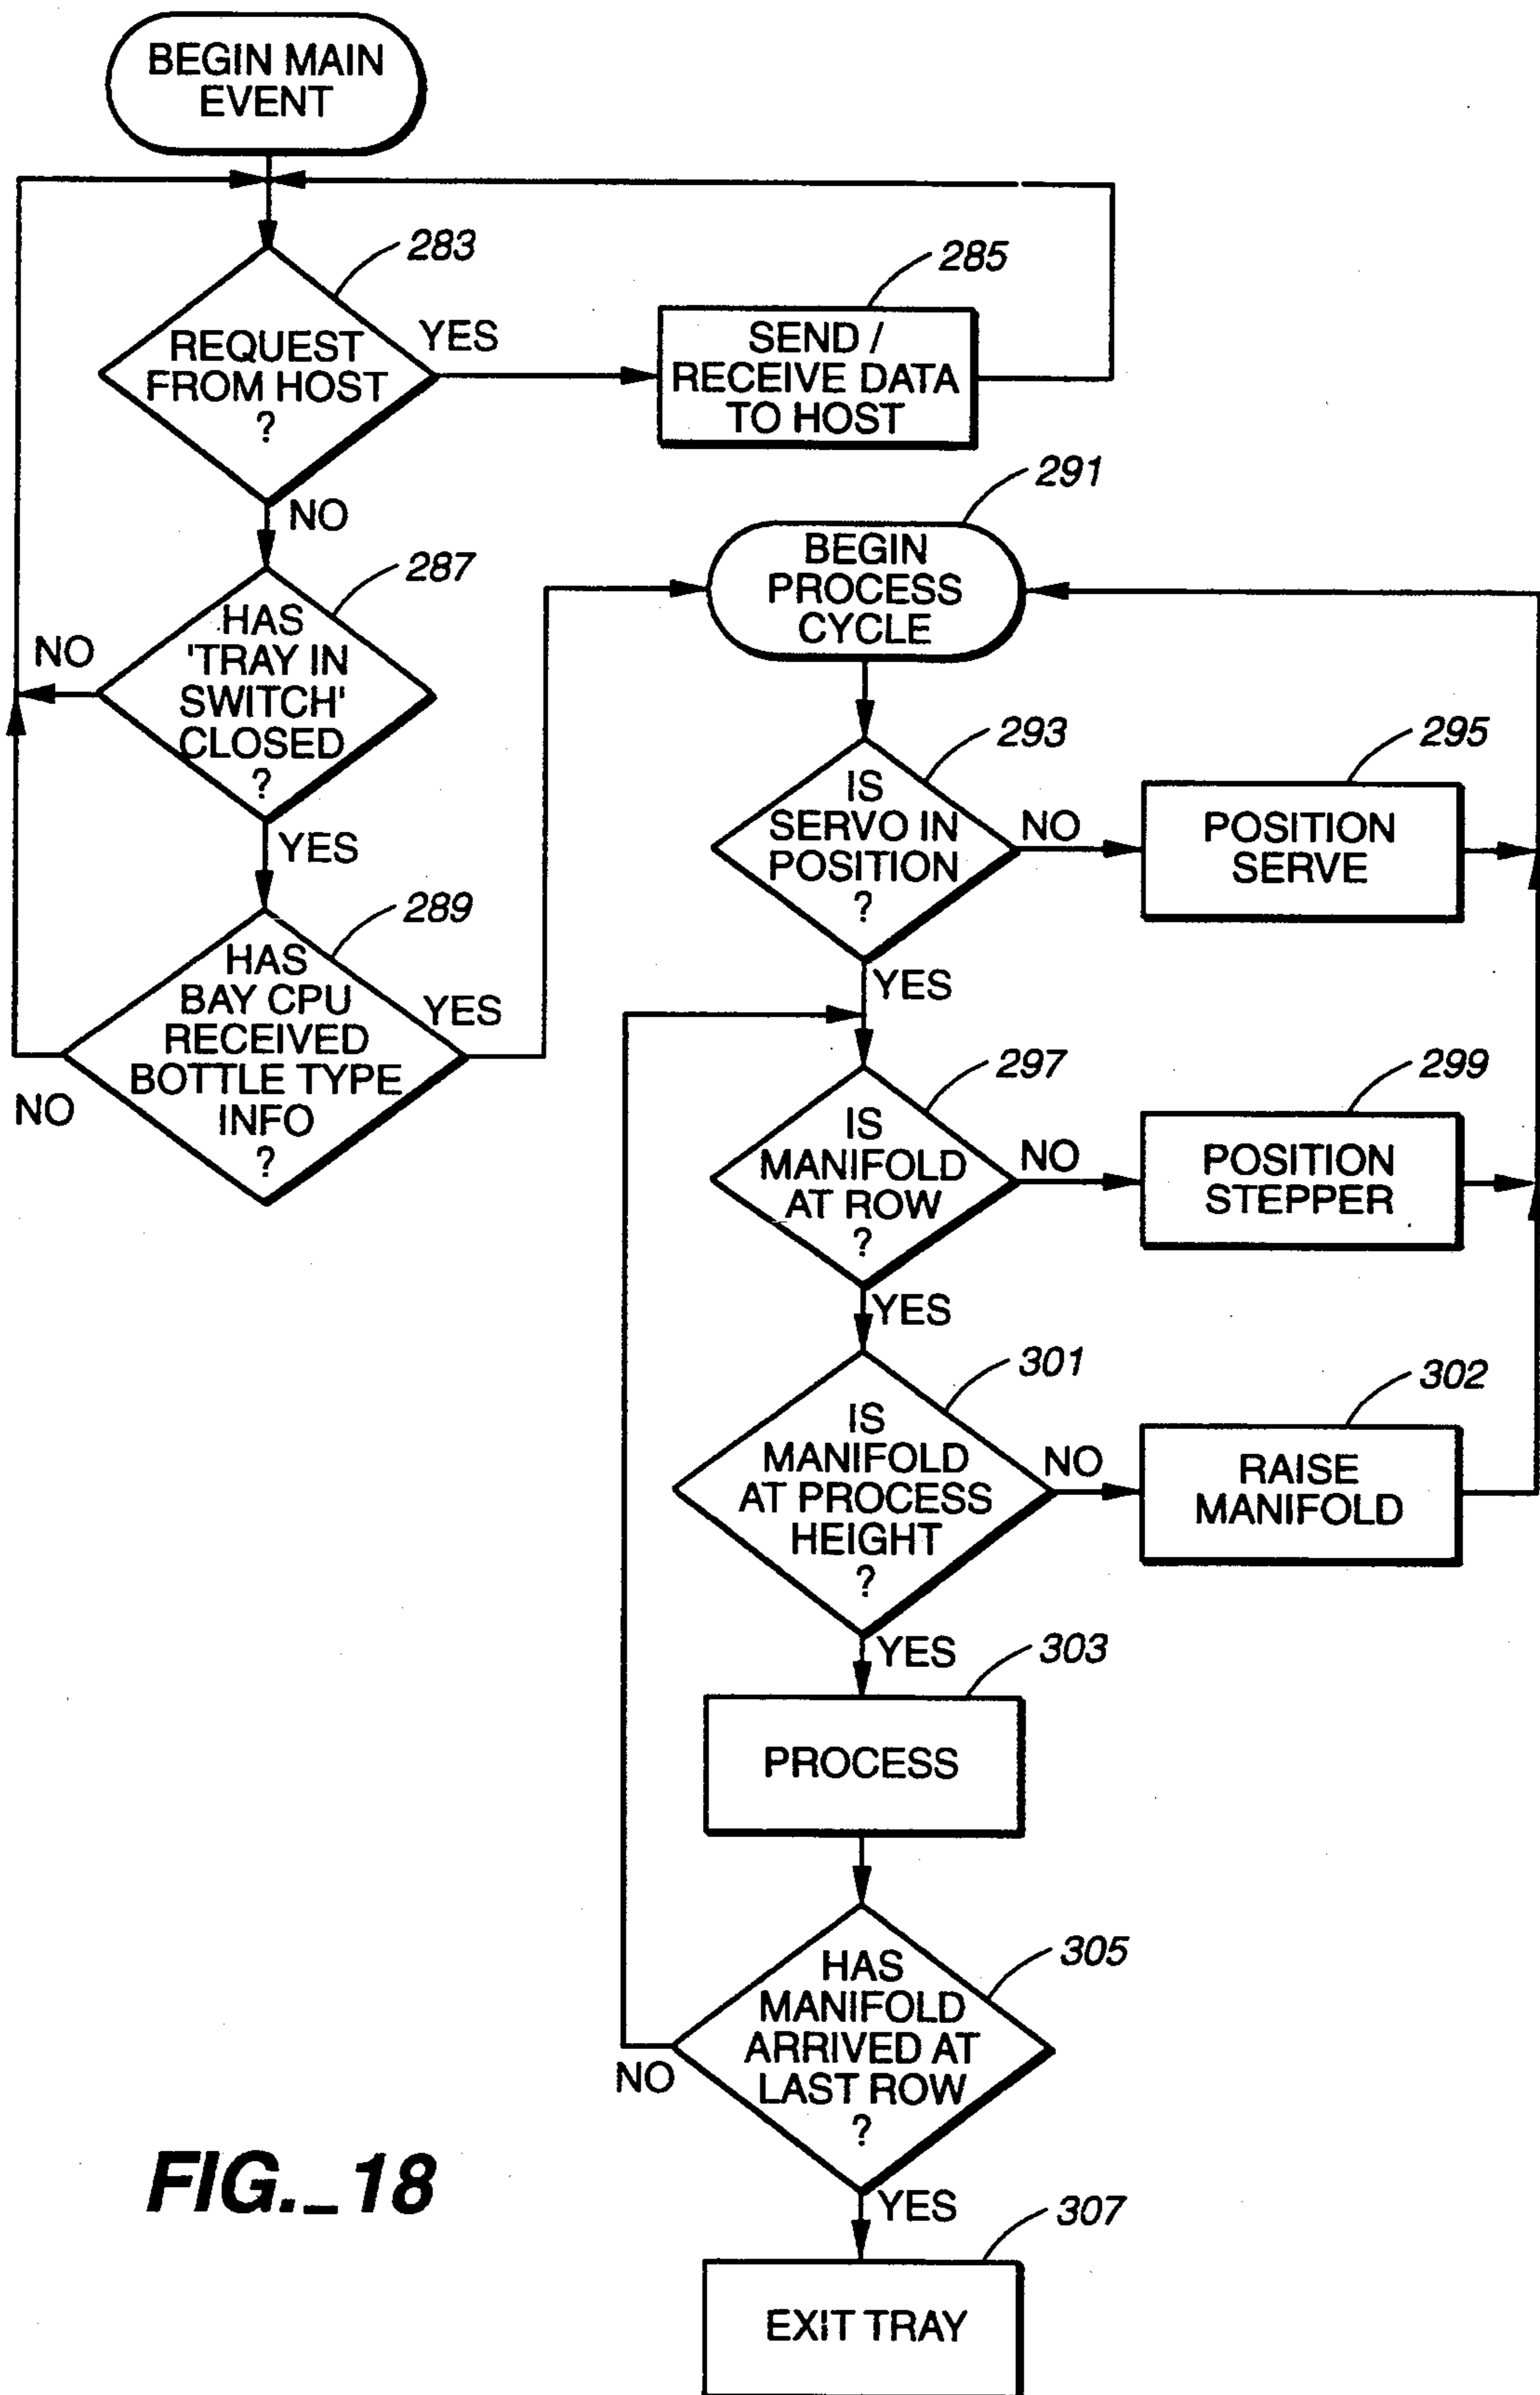 BEGIN MAIN
EVENT
283
REQUEST
FROM HOST
?
YES
285
SEND /
RECEIVE DATA
TO HOST
NO
287
HAS
'TRAY IN
SWITCH'
CLOSED
?
NO
YES
289
HAS
BAY CPU
RECEIVED
BOTTLE TYPE
INFO
?
YES
NO
291
BEGIN
PROCESS
CYCLE
293
IS
SERVO IN
POSITION
?
NO
295
POSITION
SERVE
YES
297
IS
MANIFOLD
AT ROW
?
NO
299
POSITION
STEPPER
YES
301
IS
MANIFOLD
AT PROCESS
HEIGHT
?
NO
302
RAISE
MANIFOLD
YES
303
PROCESS
305
HAS
MANIFOLD
ARRIVED AT
LAST ROW
?
NO
YES
307
EXIT TRAY
FIG._18